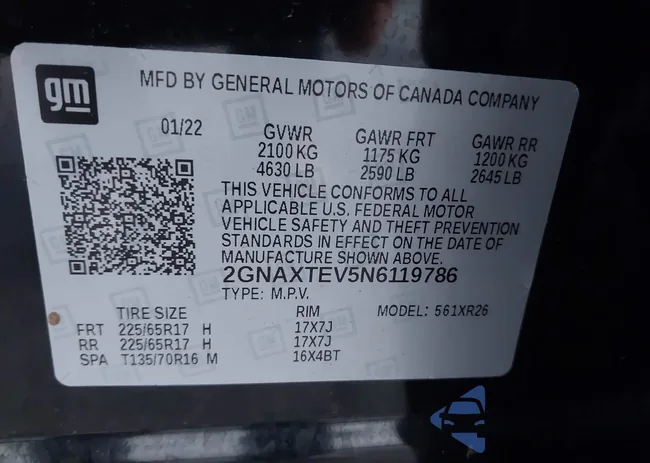 gm
MFD BY GENERAL MOTORS OF CANADA COMPANY
01/22 GVWR GAWR FRT GAWR RR
2100 KG 1175 KG 1200 KG
4630 LB 2590 LB 2645 LB
THIS VEHICLE CONFORMS TO ALL
APPLICABLE U.S. FEDERAL MOTOR
VEHICLE SAFETY AND THEFT PREVENTION
STANDARDS IN EFFECT ON THE DATE OF
MANUFACTURE SHOWN ABOVE.
2GNAXTEV5N6119786
TYPE: M.P.V. MODEL: 561XR26
TIRE SIZE RIM
FRT 225/65R17 H 17X7J
RR 225/65R17 H 17X7J
SPA T135/70R16 M 16X4BT